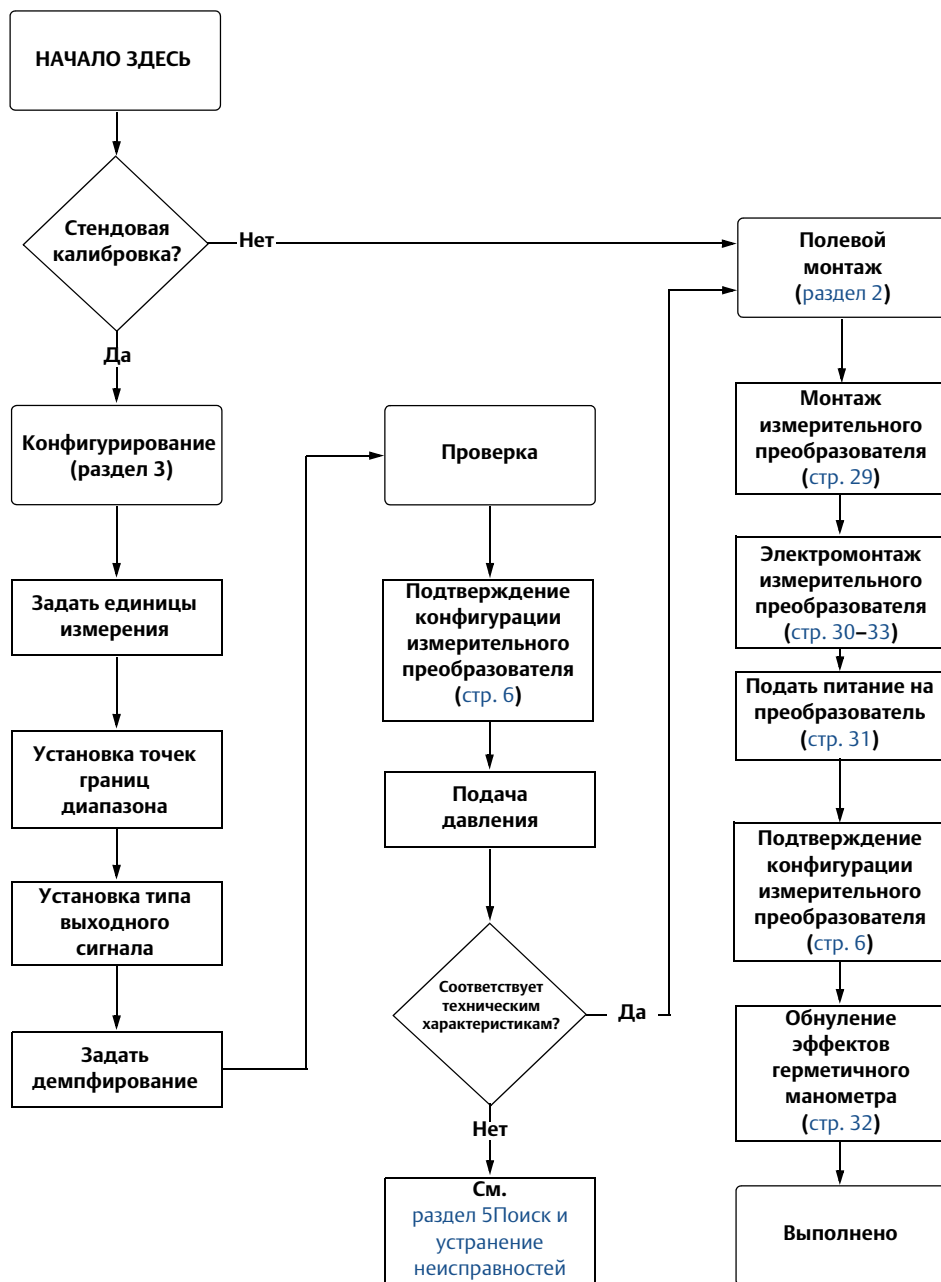 НАЧАЛО ЗДЕСЬ
Стендовая
калибровка?
Нет
Да
Конфигурирование
(раздел 3)
Задать единицы
измерения
Установка точек
границ
диапазона
Установка типа
выходного
сигнала
Задать
демпфирование
Проверка
Подтверждение
конфигурации
измерительного
преобразователя
(стр. 6)
Подача
давления
Соответствует
техническим
характеристикам?
Да
Нет
См.
раздел 5Поиск и
устранение
неисправностей
Полевой
монтаж
(раздел 2)
Монтаж
измерительного
преобразователя
(стр. 29)
Электромонтаж
измерительного
преобразователя
(стр. 30–33)
Подать питание на
преобразователь
(стр. 31)
Подтверждение
конфигурации
измерительного
преобразователя
(стр. 6)
Обнуление
эффектов
герметичного
манометра
(стр. 32)
Выполнено